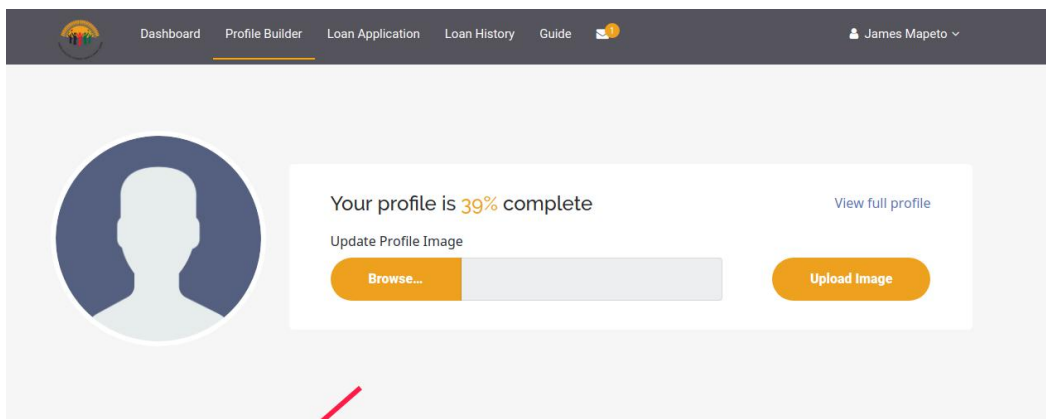 Dashboard Profile Builder Loan Application Loan History Guide 1 James Mapeto
Your profile is 39% complete View full profile
Update Profile Image
Browse... Upload Image